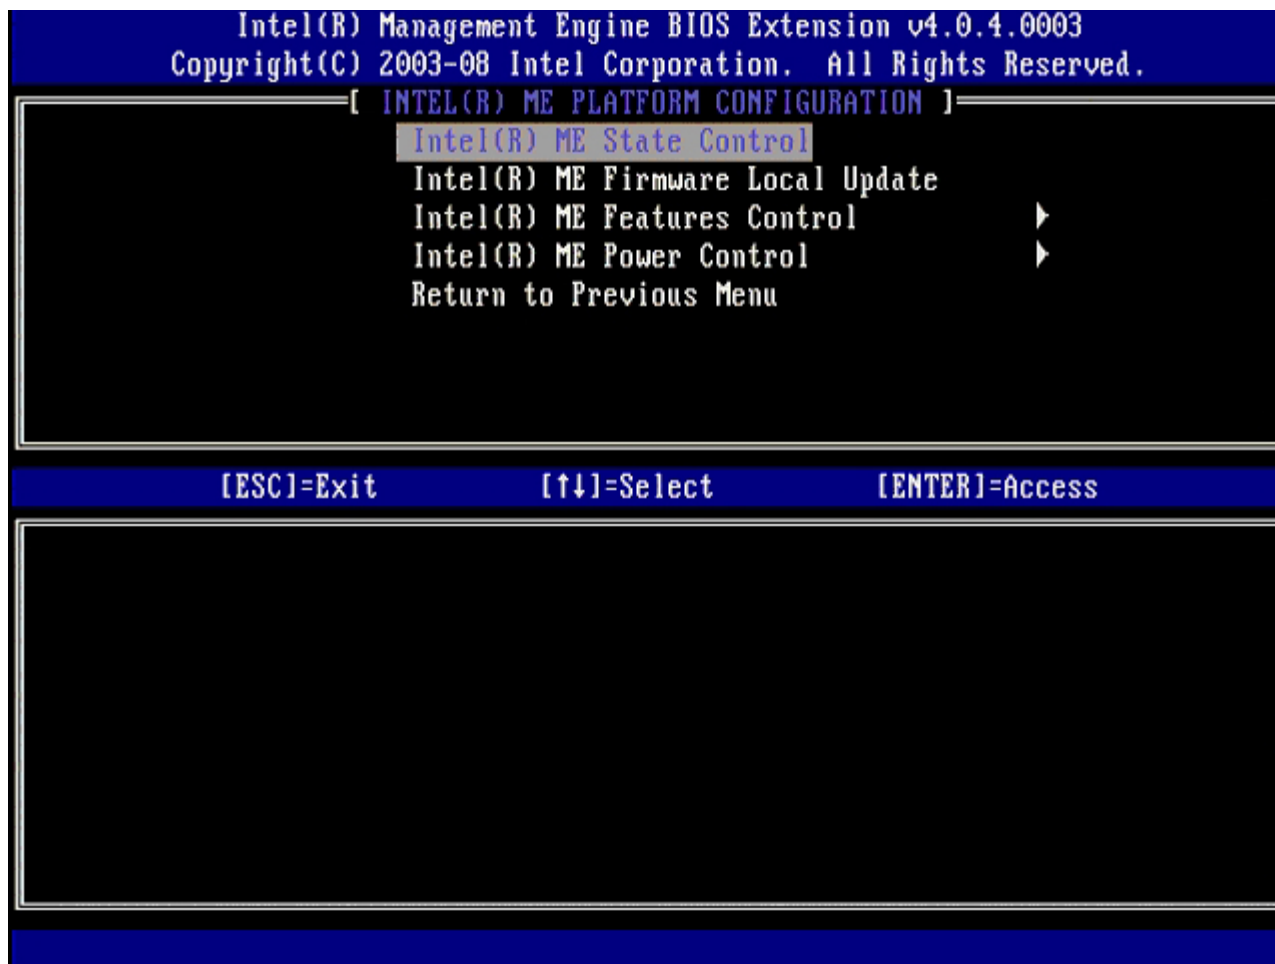 Intel(R) Management Engine BIOS Extension v4.0.4.0003
Copyright(C) 2003-08 Intel Corporation. All Rights Reserved.
[ INTEL(R) ME PLATFORM CONFIGURATION ]
Intel(R) ME State Control
Intel(R) ME Firmware Local Update
Intel(R) ME Features Control ►
Intel(R) ME Power Control ►
Return to Previous Menu
[ESC]=Exit [↑↓]=Select [ENTER]=Access